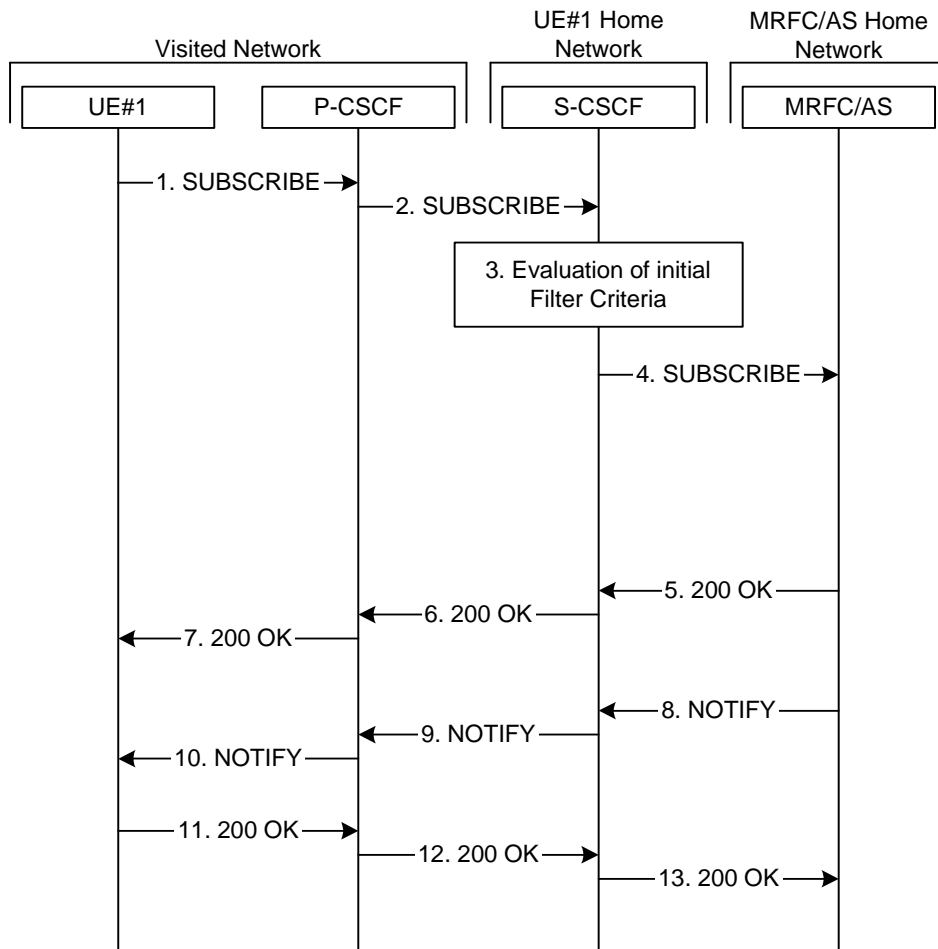 Visited Network
UE#1 Home
Network
MRFC/AS Home
Network
UE#1
P-CSCF
S-CSCF
MRFC/AS
1. SUBSCRIBE
2. SUBSCRIBE
3. Evaluation of initial
Filter Criteria
4. SUBSCRIBE
5. 200 OK
6. 200 OK
7. 200 OK
8. NOTIFY
9. NOTIFY
10. NOTIFY
11. 200 OK
12. 200 OK
13. 200 OK